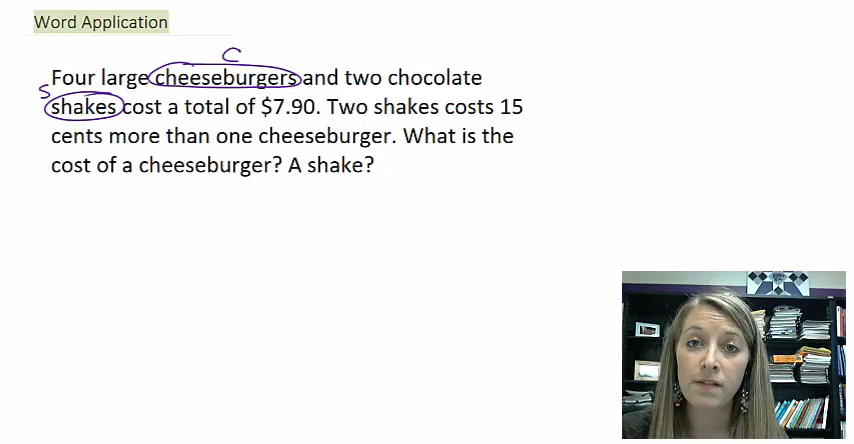 Word Application
C
Four large cheeseburgers and two chocolate
S
shakes cost a total of $7.90. Two shakes costs 15
cents more than one cheeseburger. What is the
cost of a cheeseburger? A shake?